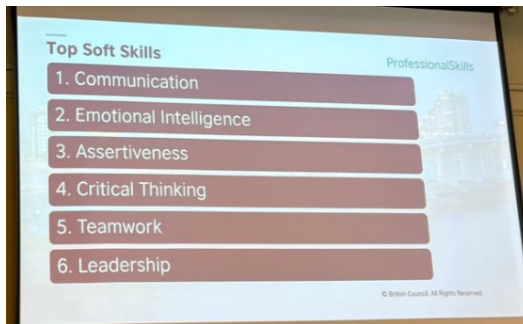 Top Soft Skills
ProfessionalSkills
1. Communication
2. Emotional Intelligence
3. Assertiveness
4. Critical Thinking
5. Teamwork
6. Leadership
© British Council. All Rights Reserved